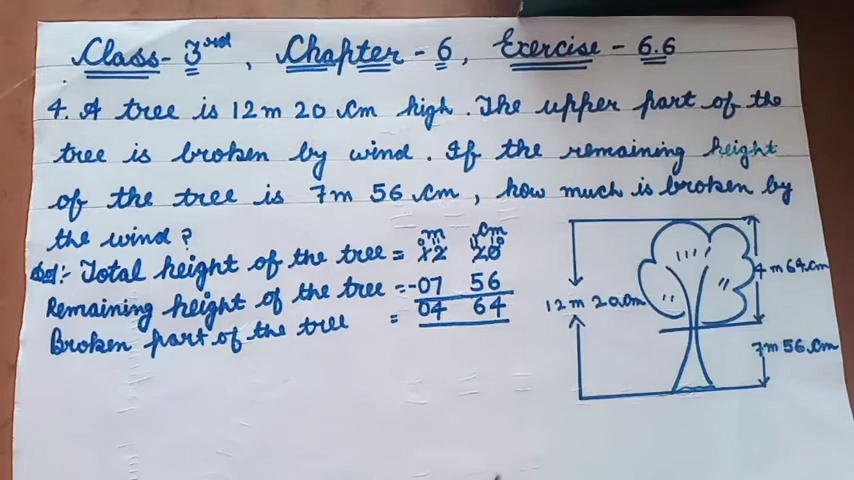 Class - 3rd, Chapter - 6, Exercise - 6.6
4. A tree is 12 m 20 cm high. The upper part of the
tree is broken by wind. If the remaining height
of the tree is 7m 56 cm, how much is broken by
the wind?
m cm
Sol:- Total height of the tree = 12 20
Remaining height of the tree = -07 56
Broken part of the tree = 04 64
4 m 64 cm
12 m 20 cm
7m 56 cm